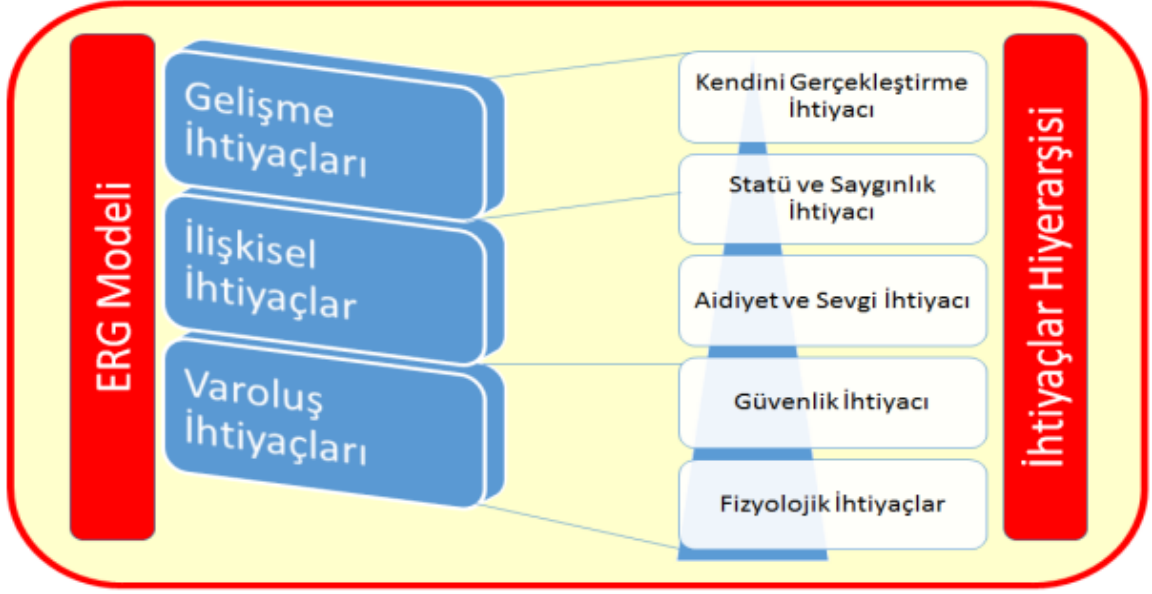 ERG Modeli
Gelişme
İhtiyaçları
İlişkisel
İhtiyaçlar
Varoluş
İhtiyaçları
Kendini Gerçekleştirme
İhtiyacı
Statü ve Saygınlık
İhtiyacı
Aidiyet ve Sevgi İhtiyacı
Güvenlik İhtiyacı
Fizyolojik İhtiyaçlar
İhtiyaçlar Hiyerarşisi